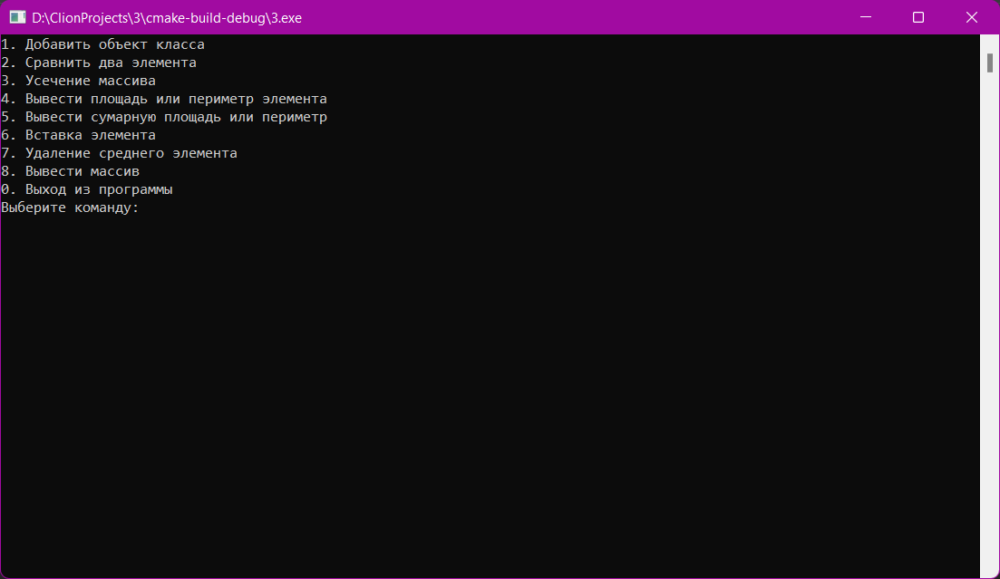 D:\ClionProjects\3\cmake-build-debug\3.exe
1. Добавить объект класса
2. Сравнить два элемента
3. Усечение массива
4. Вывести площадь или периметр элемента
5. Вывести сумарную площадь или периметр
6. Вставка элемента
7. Удаление среднего элемента
8. Вывести массив
0. Выход из программы
Выберите команду: